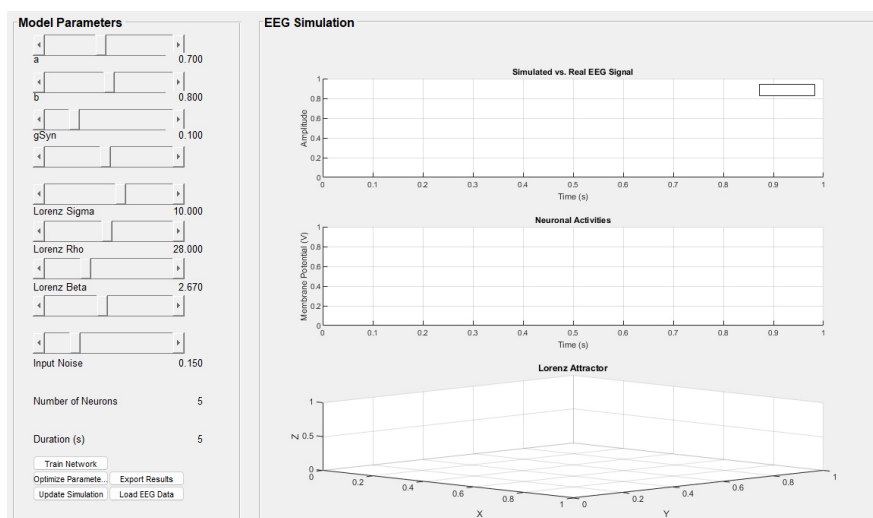 Model Parameters
a 0.700
b 0.800
gSyn 0.100
Lorenz Sigma 10.000
Lorenz Rho 28.000
Lorenz Beta 2.670
Input Noise 0.150
Number of Neurons 5
Duration (s) 5
Train Network
Optimize Paramete... Export Results
Update Simulation Load EEG Data
EEG Simulation
Simulated vs. Real EEG Signal
Amplitude
1
0.8
0.6
0.4
0.2
0
0 0.1 0.2 0.3 0.4 0.5 0.6 0.7 0.8 0.9 1
Time (s)
Neuronal Activities
Membrane Potential (V)
1
0.8
0.6
0.4
0.2
0
0 0.1 0.2 0.3 0.4 0.5 0.6 0.7 0.8 0.9 1
Time (s)
Lorenz Attractor
Z
1
0.5
0
0 0.2 0.4 0.6 0.8 1
X
0 0.2 0.4 0.6 0.8 1
Y